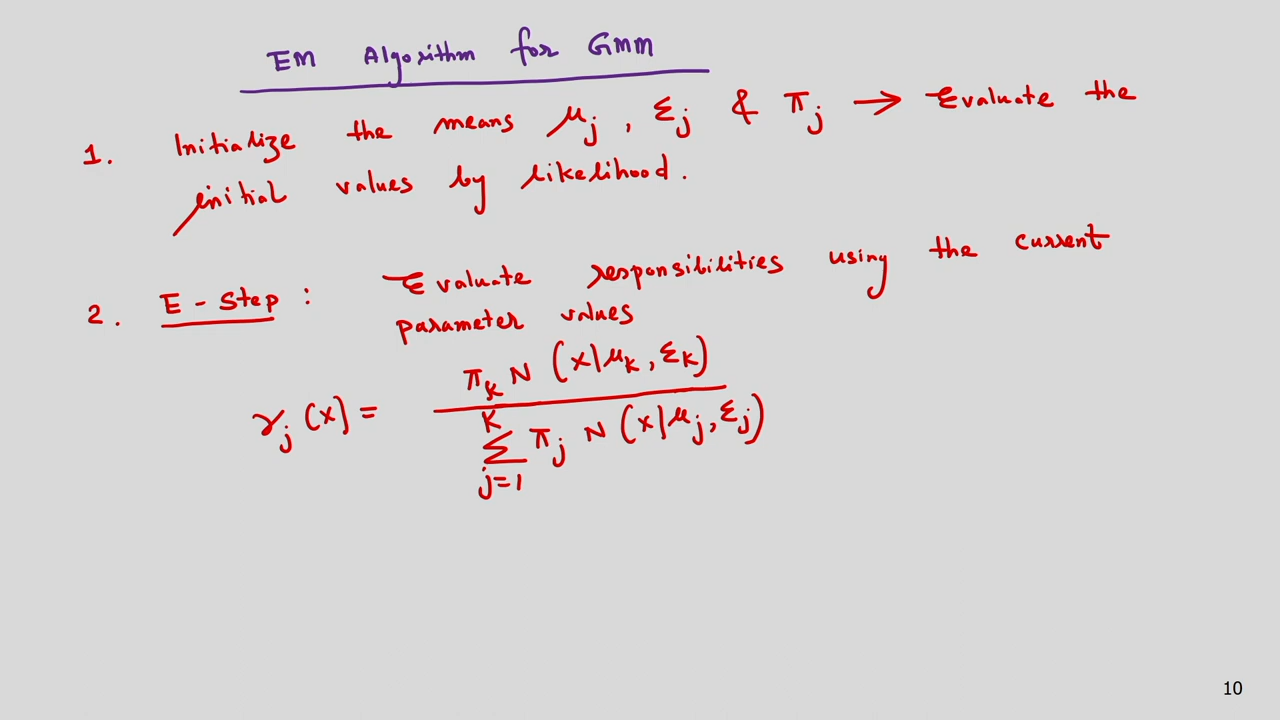 EM Algorithm for GMM
1. Initialize the means μj, Σj & πj → Evaluate the
initial values by likelihood.
2. E-Step: Evaluate responsibilities using the current
parameter values
γj(x) = πk N(x|μk, Σk) / Σ_{j=1}^{K} πj N(x|μj, Σj)
10